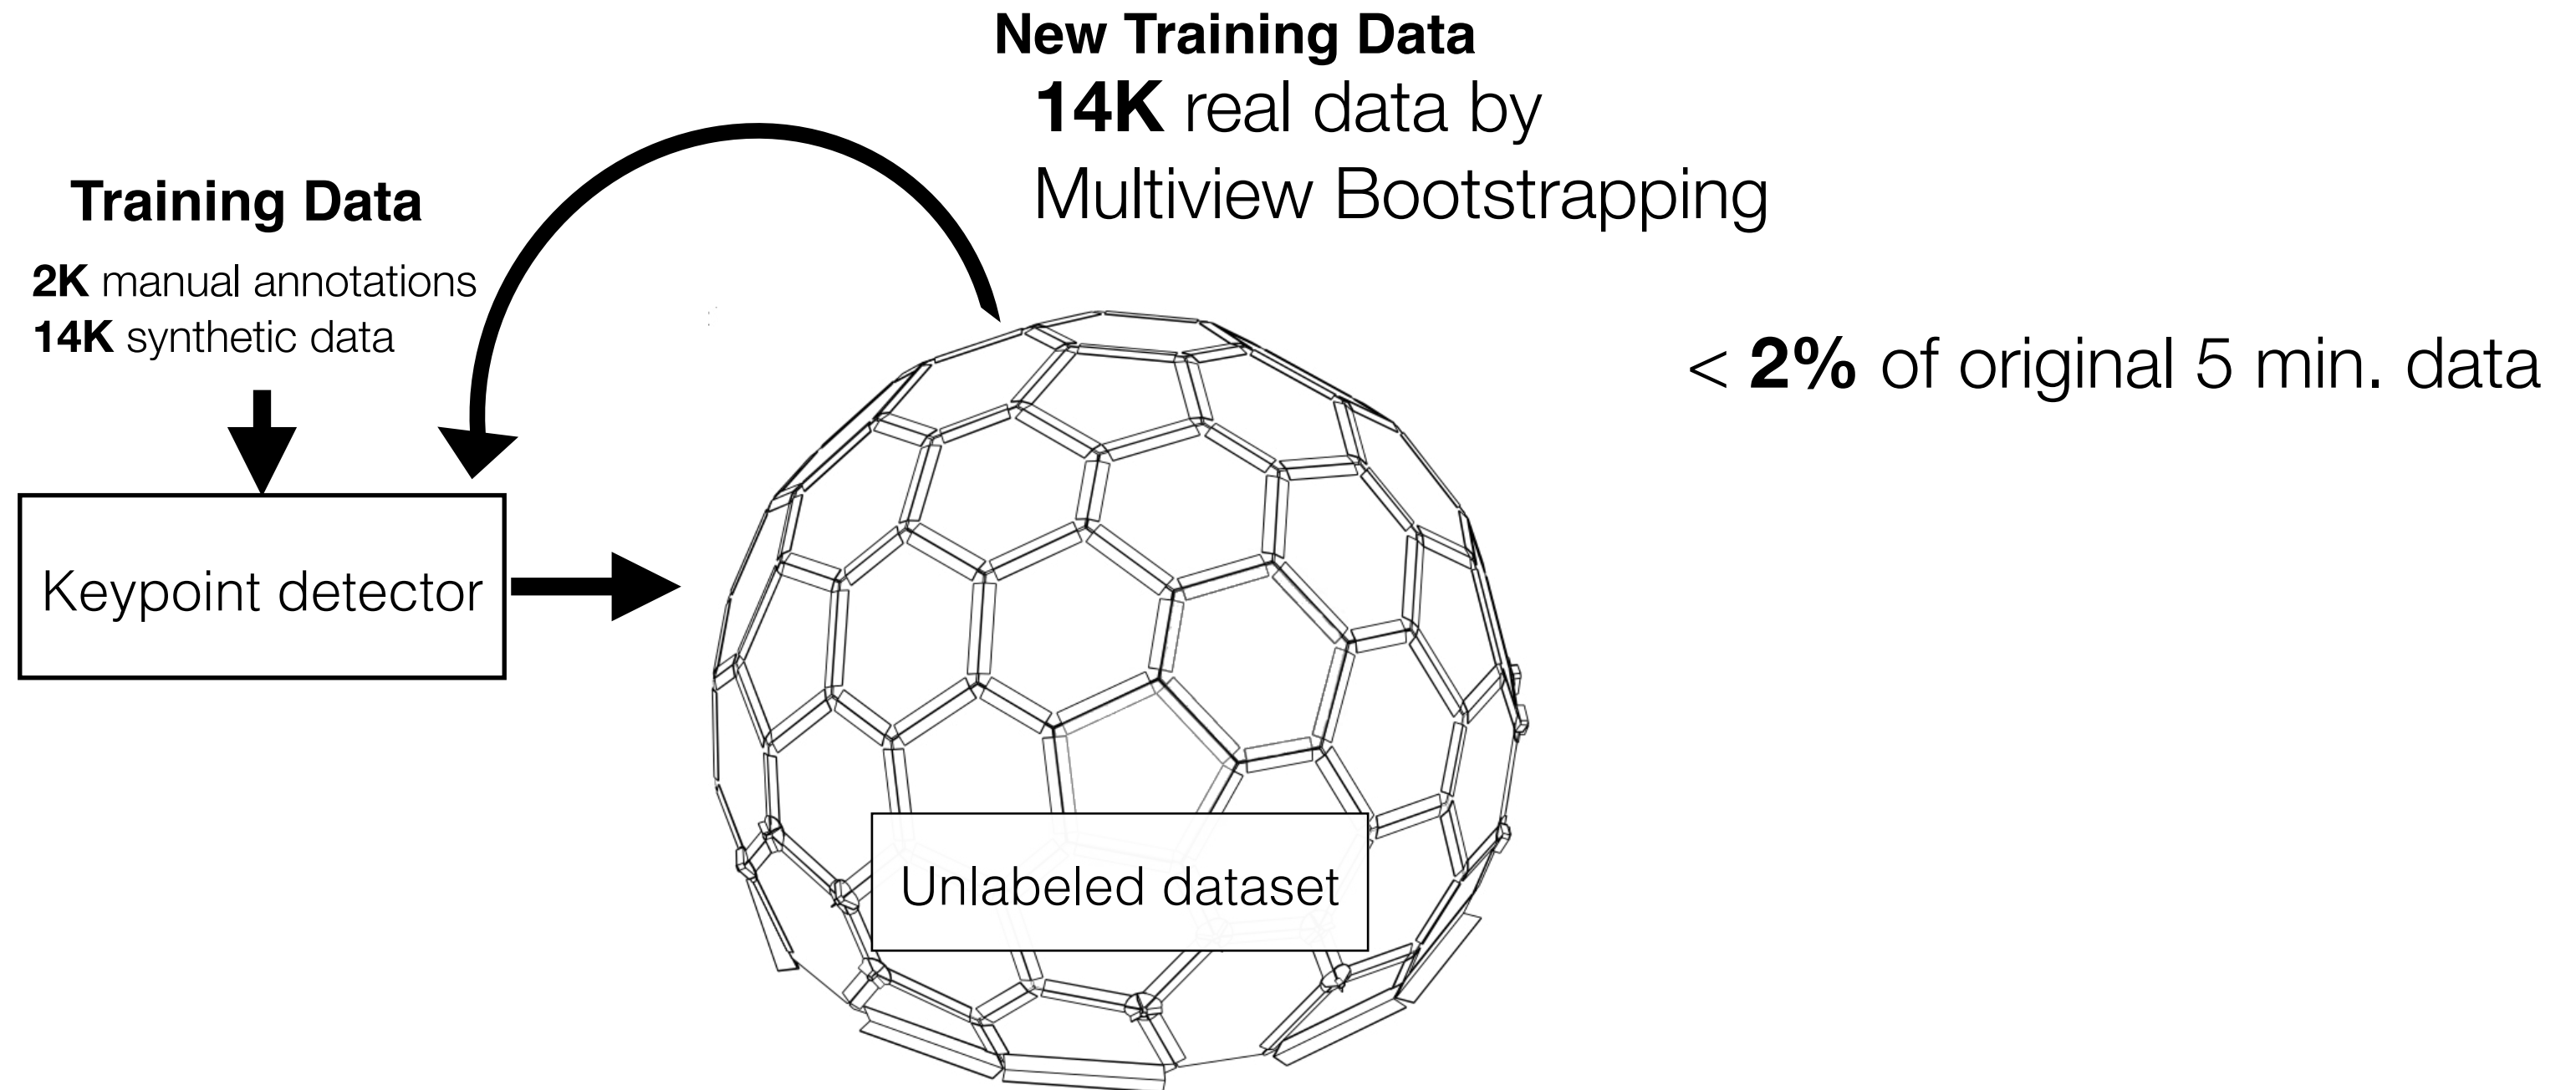 New Training Data
14K real data by
Multiview Bootstrapping
Training Data
2K manual annotations
14K synthetic data
< 2% of original 5 min. data
Keypoint detector
Unlabeled dataset